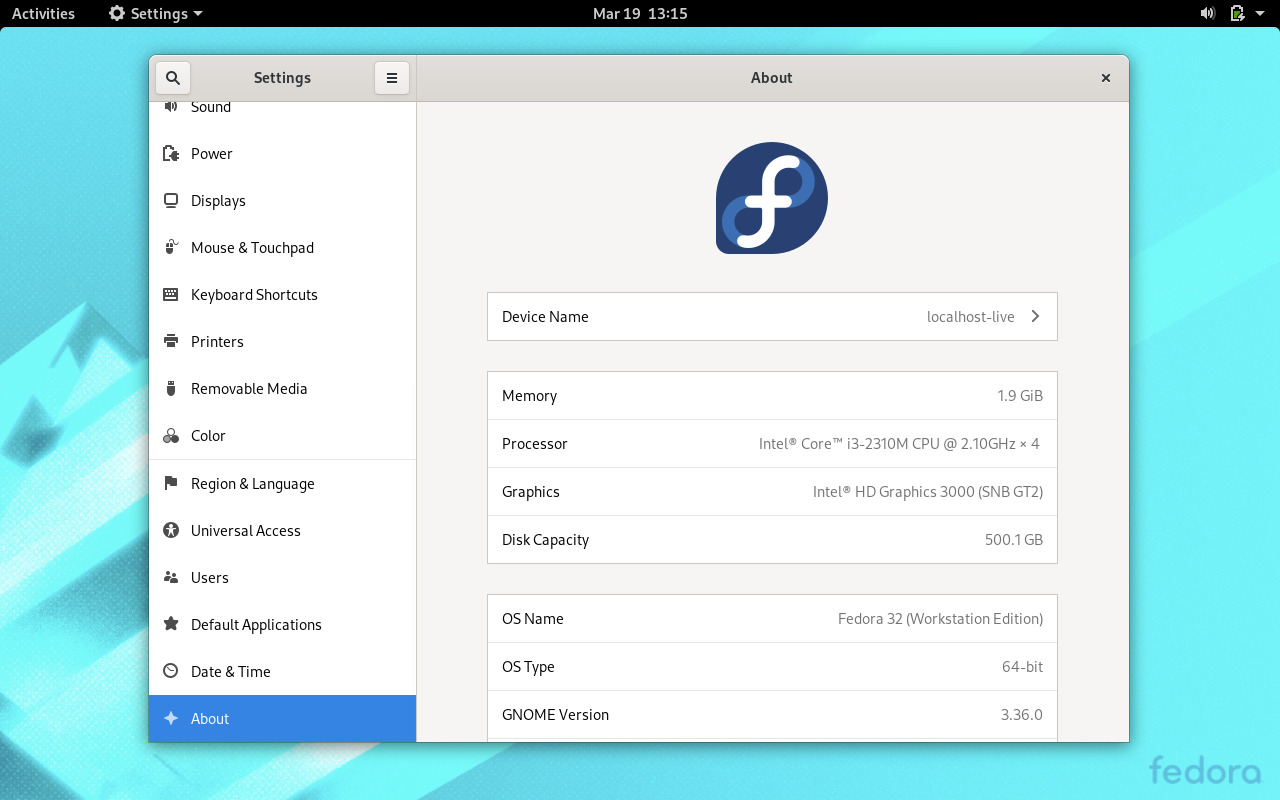 Activities Settings Mar 19 13:15
Settings About
Sound
Power
Displays
Mouse & Touchpad
Keyboard Shortcuts
Printers
Removable Media
Color
Region & Language
Universal Access
Users
Default Applications
Date & Time
About
Device Name localhost-live
Memory 1.9 GiB
Processor Intel® Core™ i3-2310M CPU @ 2.10GHz × 4
Graphics Intel® HD Graphics 3000 (SNB GT2)
Disk Capacity 500.1 GB
OS Name Fedora 32 (Workstation Edition)
OS Type 64-bit
GNOME Version 3.36.0
fedora